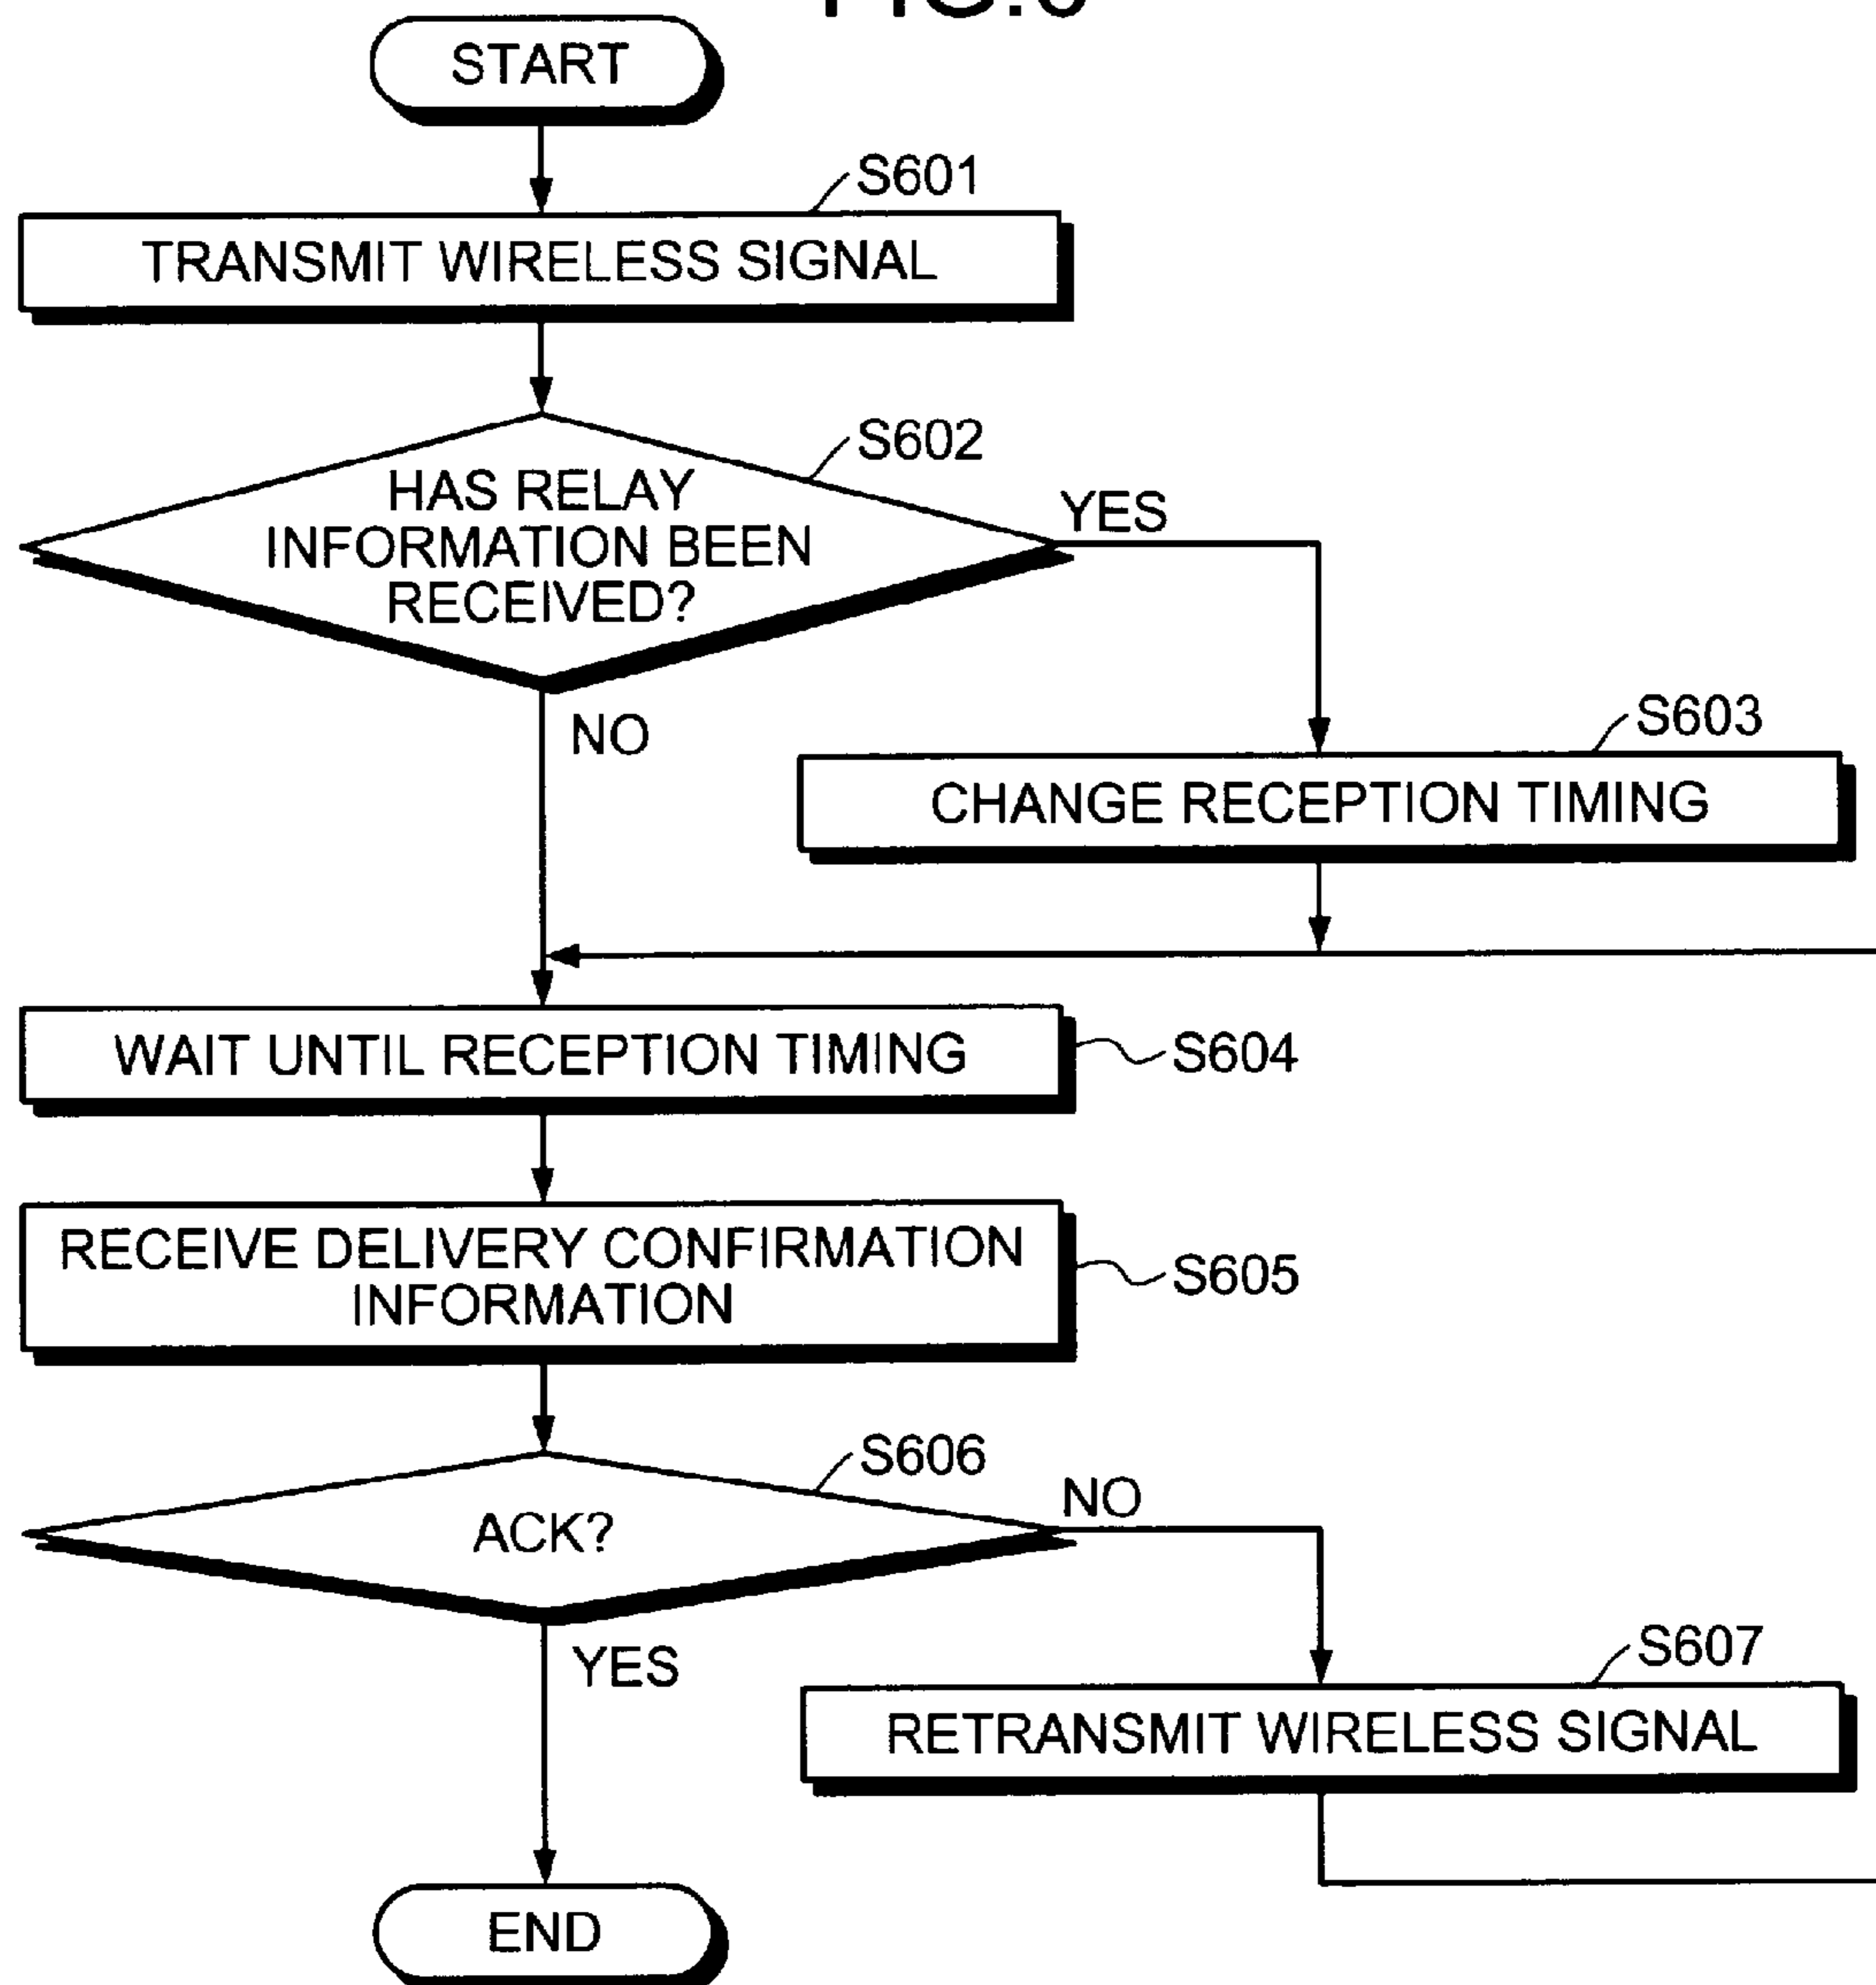 START
S601
TRANSMIT WIRELESS SIGNAL
S602
HAS RELAY
INFORMATION BEEN
RECEIVED?
YES
NO
S603
CHANGE RECEPTION TIMING
WAIT UNTIL RECEPTION TIMING
S604
RECEIVE DELIVERY CONFIRMATION
INFORMATION
S605
S606
ACK?
NO
YES
S607
RETRANSMIT WIRELESS SIGNAL
END